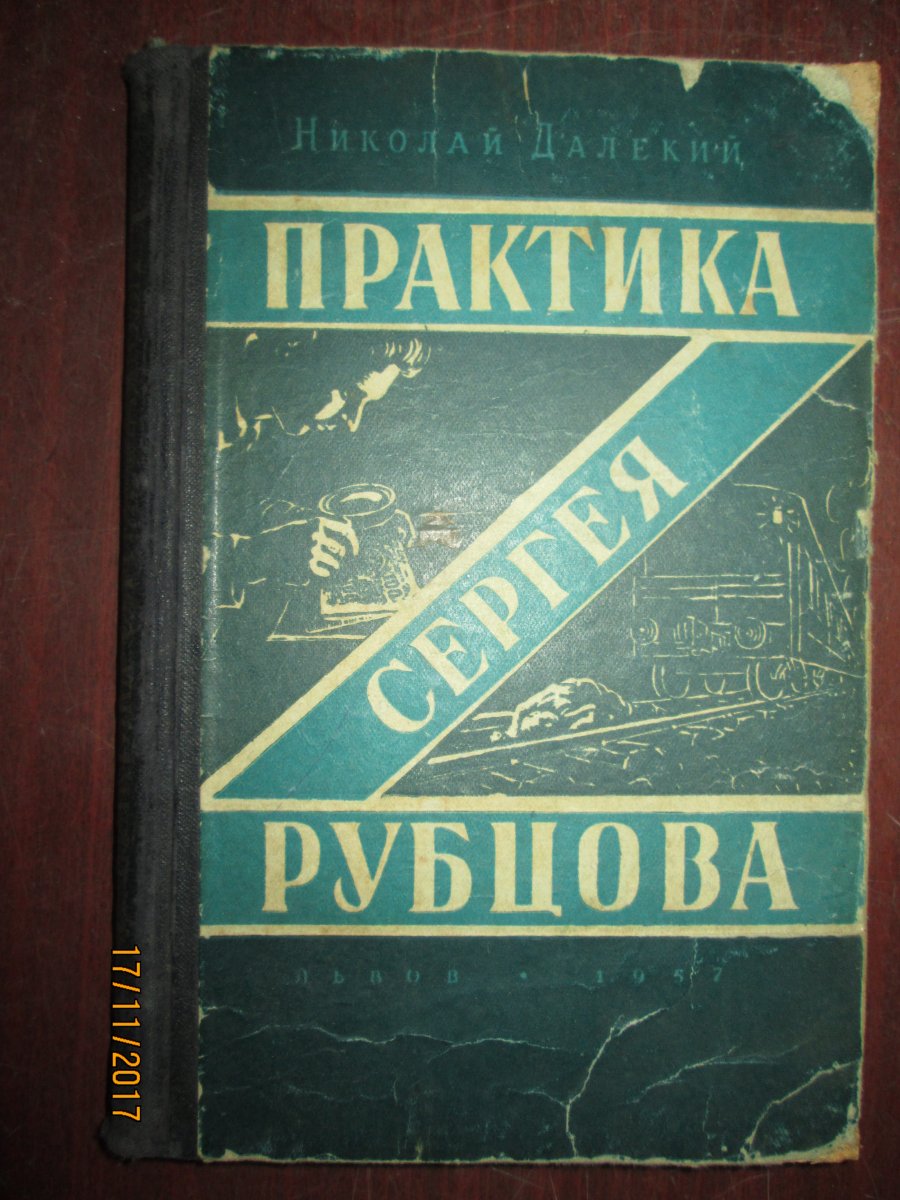 Николай Далекий
ПРАКТИКА
СЕРГЕЯ
РУБЦОВА
ЛЬВОВ • 1957
17/11/2017